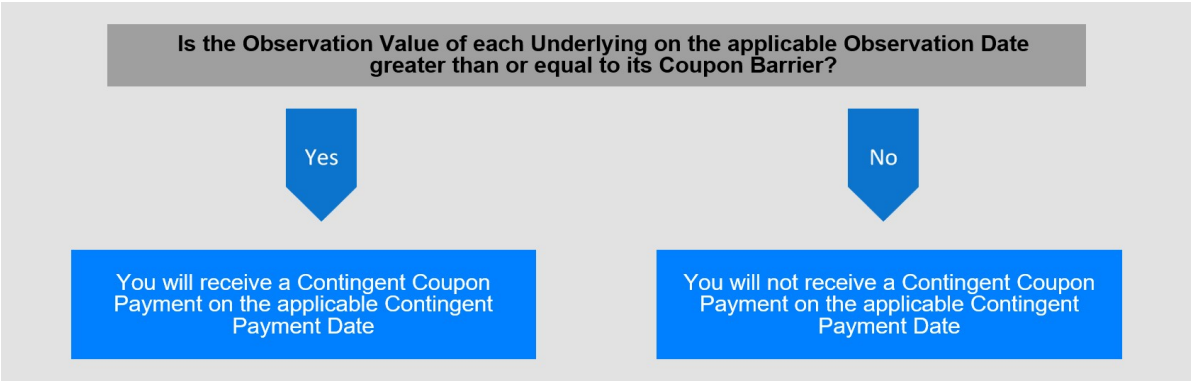 Is the Observation Value of each Underlying on the applicable Observation Date
greater than or equal to its Coupon Barrier?
Yes
No
You will receive a Contingent Coupon
Payment on the applicable Contingent
Payment Date
You will not receive a Contingent Coupon
Payment on the applicable Contingent
Payment Date